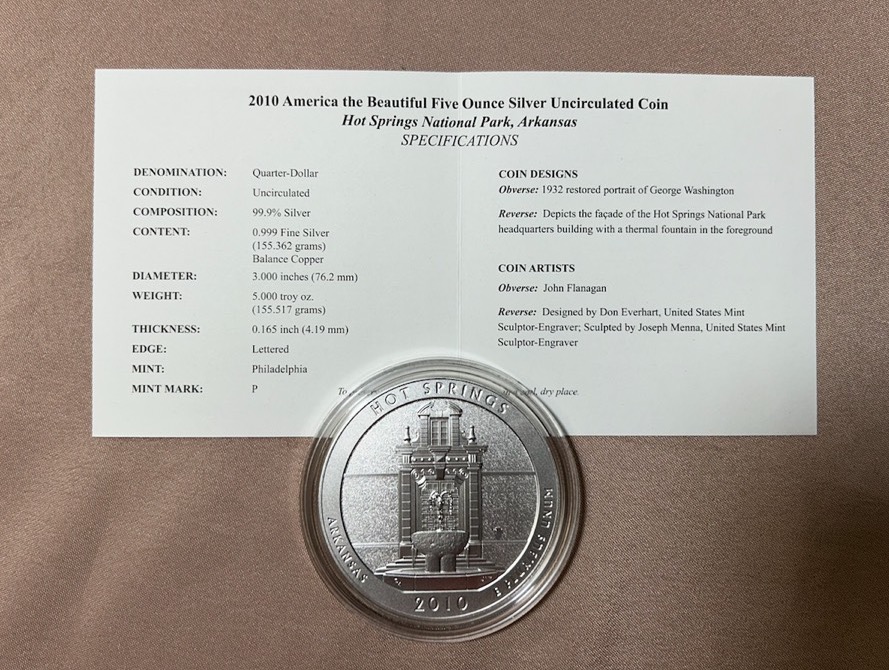 2010 America the Beautiful Five Ounce Silver Uncirculated Coin
Hot Springs National Park, Arkansas
SPECIFICATIONS
DENOMINATION: Quarter-Dollar
CONDITION: Uncirculated
COMPOSITION: 99.9% Silver
CONTENT: 0.999 Fine Silver
(155.362 grams)
Balance Copper
DIAMETER: 3.000 inches (76.2 mm)
WEIGHT: 5.000 troy oz.
(155.517 grams)
THICKNESS: 0.165 inch (4.19 mm)
EDGE: Lettered
MINT: Philadelphia
MINT MARK: P
COIN DESIGNS
Obverse: 1932 restored portrait of George Washington
Reverse: Depicts the façade of the Hot Springs National Park
headquarters building with a thermal fountain in the foreground
COIN ARTISTS
Obverse: John Flanagan
Reverse: Designed by Don Everhart, United States Mint
Sculptor-Engraver; Sculpted by Joseph Menna, United States Mint
Sculptor-Engraver
To dry place.
HOT SPRINGS
ARKANSAS
2010
E PLURIBUS UNUM